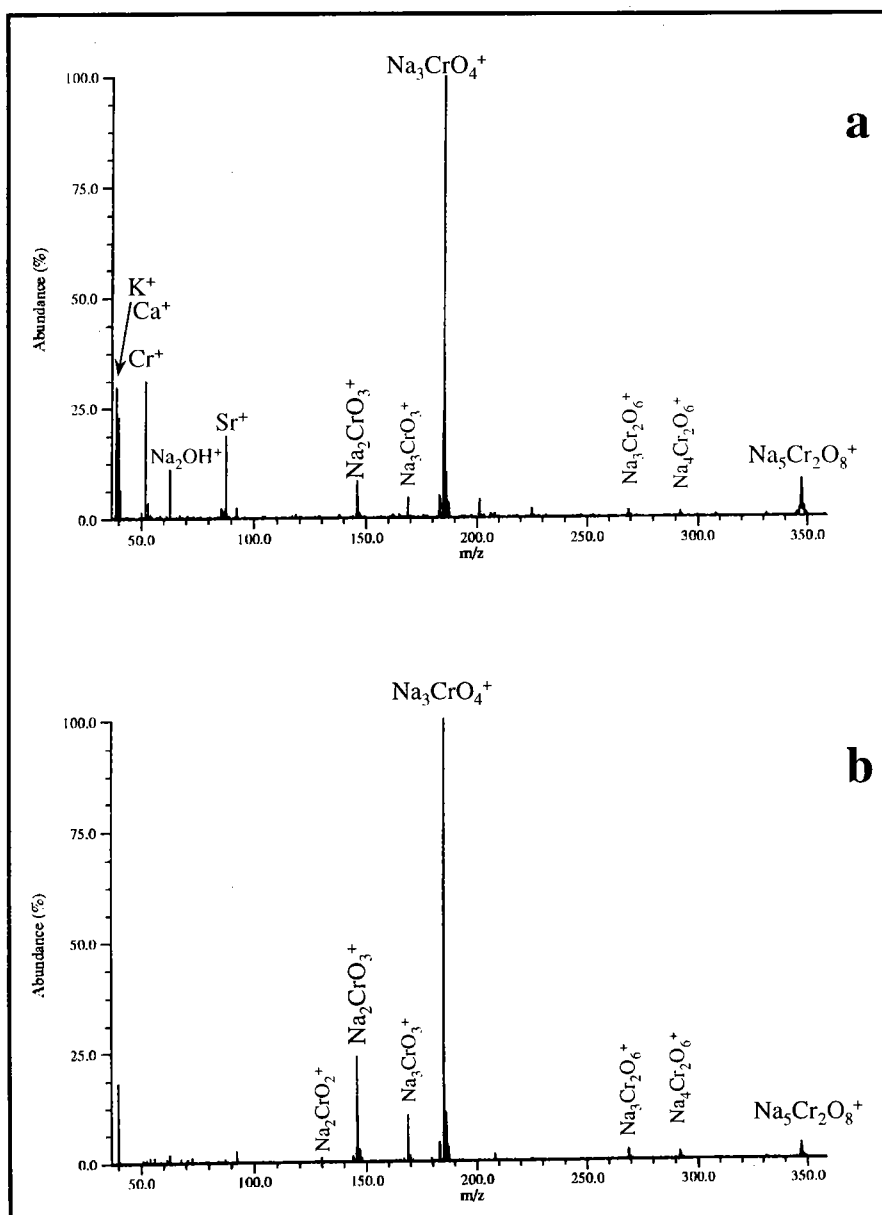 a
Na₃CrO₄⁺
100.0
75.0
50.0
25.0
0.0
Abundance (%)
K⁺
Ca⁺
Cr⁺
Na₂OH⁺
Sr⁺
Na₂CrO₃⁺
Na₃CrO₃⁺
Na₃Cr₂O₆⁺
Na₄Cr₂O₆⁺
Na₅Cr₂O₈⁺
50.0 100.0 150.0 200.0 250.0 300.0 350.0
m/z
b
Na₃CrO₄⁺
100.0
75.0
50.0
25.0
0.0
Abundance (%)
Na₂CrO₂⁺
Na₂CrO₃⁺
Na₃CrO₃⁺
Na₃Cr₂O₆⁺
Na₄Cr₂O₆⁺
Na₅Cr₂O₈⁺
50.0 100.0 150.0 200.0 250.0 300.0 350.0
m/z